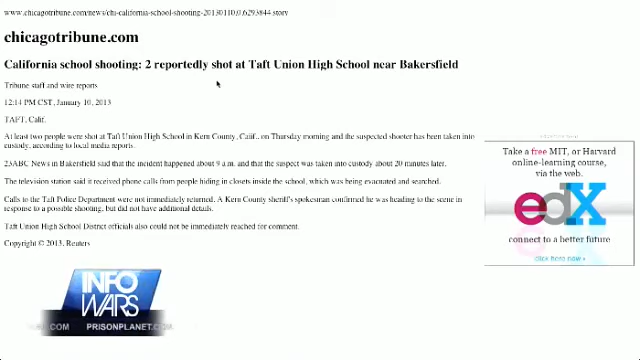 www.chicagotribune.com/news/chi-california-school-shooting-20130110,0,6293844.story
chicagotribune.com
California school shooting: 2 reportedly shot at Taft Union High School near Bakersfield
Tribune staff and wire reports
12:14 PM CST, January 10, 2013
TAFT, Calif.
At least two people were shot at Taft Union High School in Kern County, Calif., on Thursday morning and the suspected shooter has been taken into
custody, according to local media reports.
23ABC News in Bakersfield said that the incident happened about 9 a.m. and that the suspect was taken into custody about 20 minutes later.
The television station said it received phone calls from people hiding in closets inside the school, which was being evacuated and searched.
Calls to the Taft Police Department were not immediately returned. A Kern County sheriff's spokesman confirmed he was heading to the scene in
response to a possible shooting, but did not have additional details.
Taft Union High School District officials also could not be immediately reached for comment.
Copyright © 2013, Reuters
Take a free MIT, or Harvard
online-learning course,
via the web.
edX
connect to a better future
click here now
INFO
WARS
.COM PRISONPLANET.